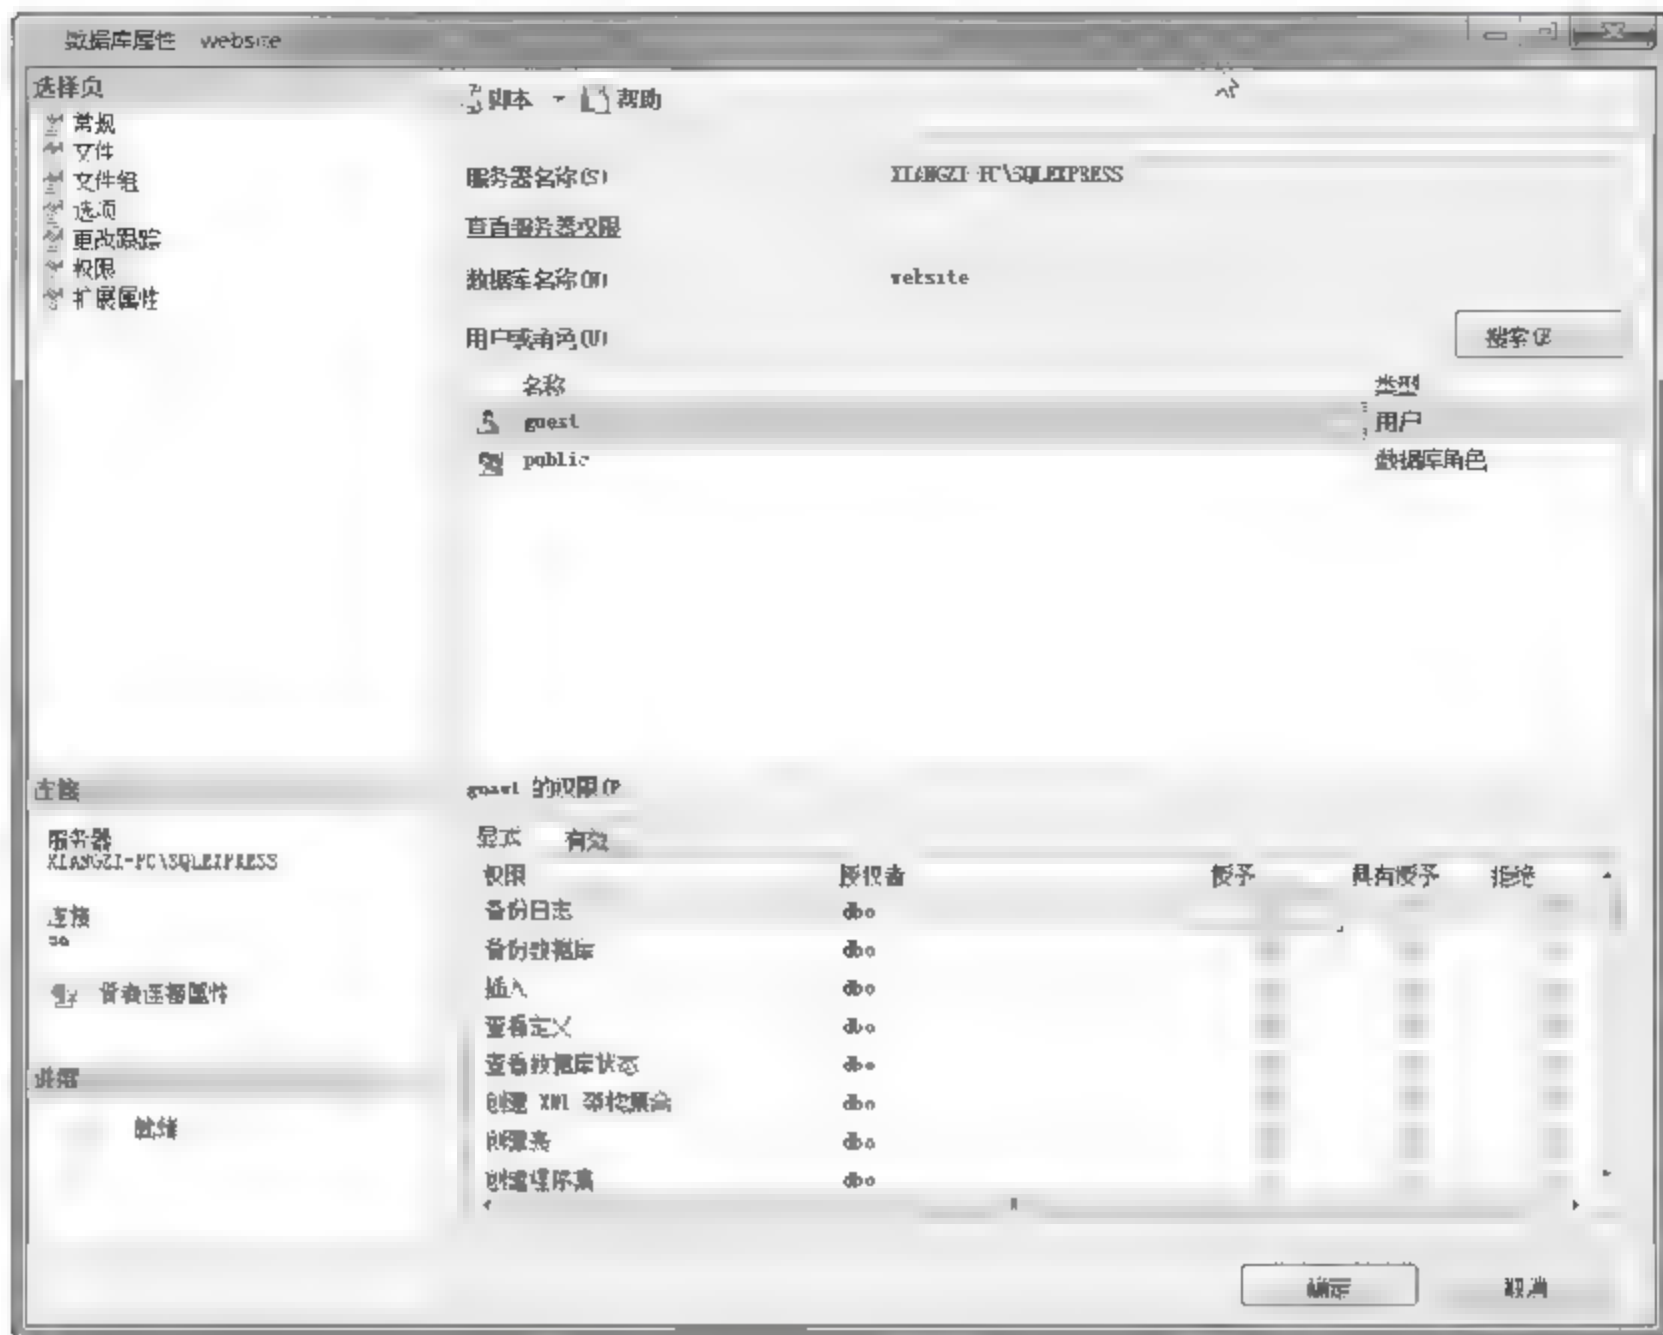 数据库属性 website
选择页
常规
文件
文件组
选项
更改跟踪
权限
扩展属性
脚本 帮助
服务器名称(S) XIANGZI-PC\SQLEXPRESS
查看服务器权限
数据库名称(N) website
用户或角色(U)
搜索(E
名称 类型
guest 用户
public 数据库角色
连接
服务器
XIANGZI-PC\SQLEXPRESS
连接
sa
查看连接属性
进度
就绪
guest 的权限(P
显式 有效
权限 授权者 授予 具有授予 拒绝
备份日志 dbo
备份数据库 dbo
插入 dbo
查看定义 dbo
查看数据库状态 dbo
创建 XML 架构集合 dbo
创建表 dbo
创建程序集 dbo
确定 取消